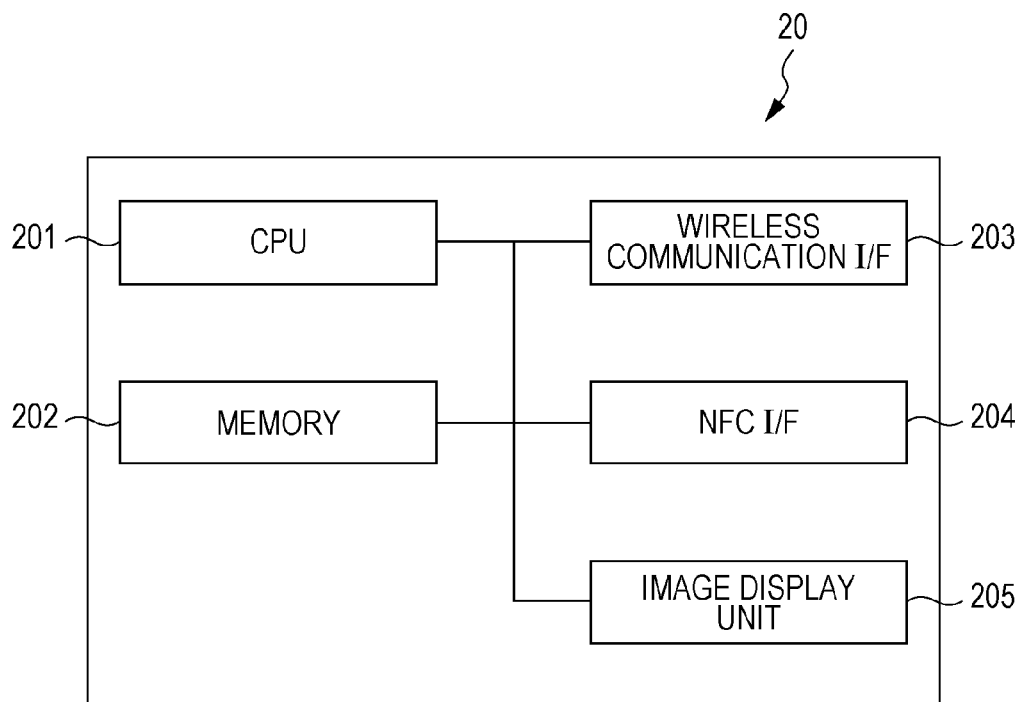 20
201
CPU
WIRELESS
COMMUNICATION I/F
203
202
MEMORY
NFC I/F
204
IMAGE DISPLAY
UNIT
205